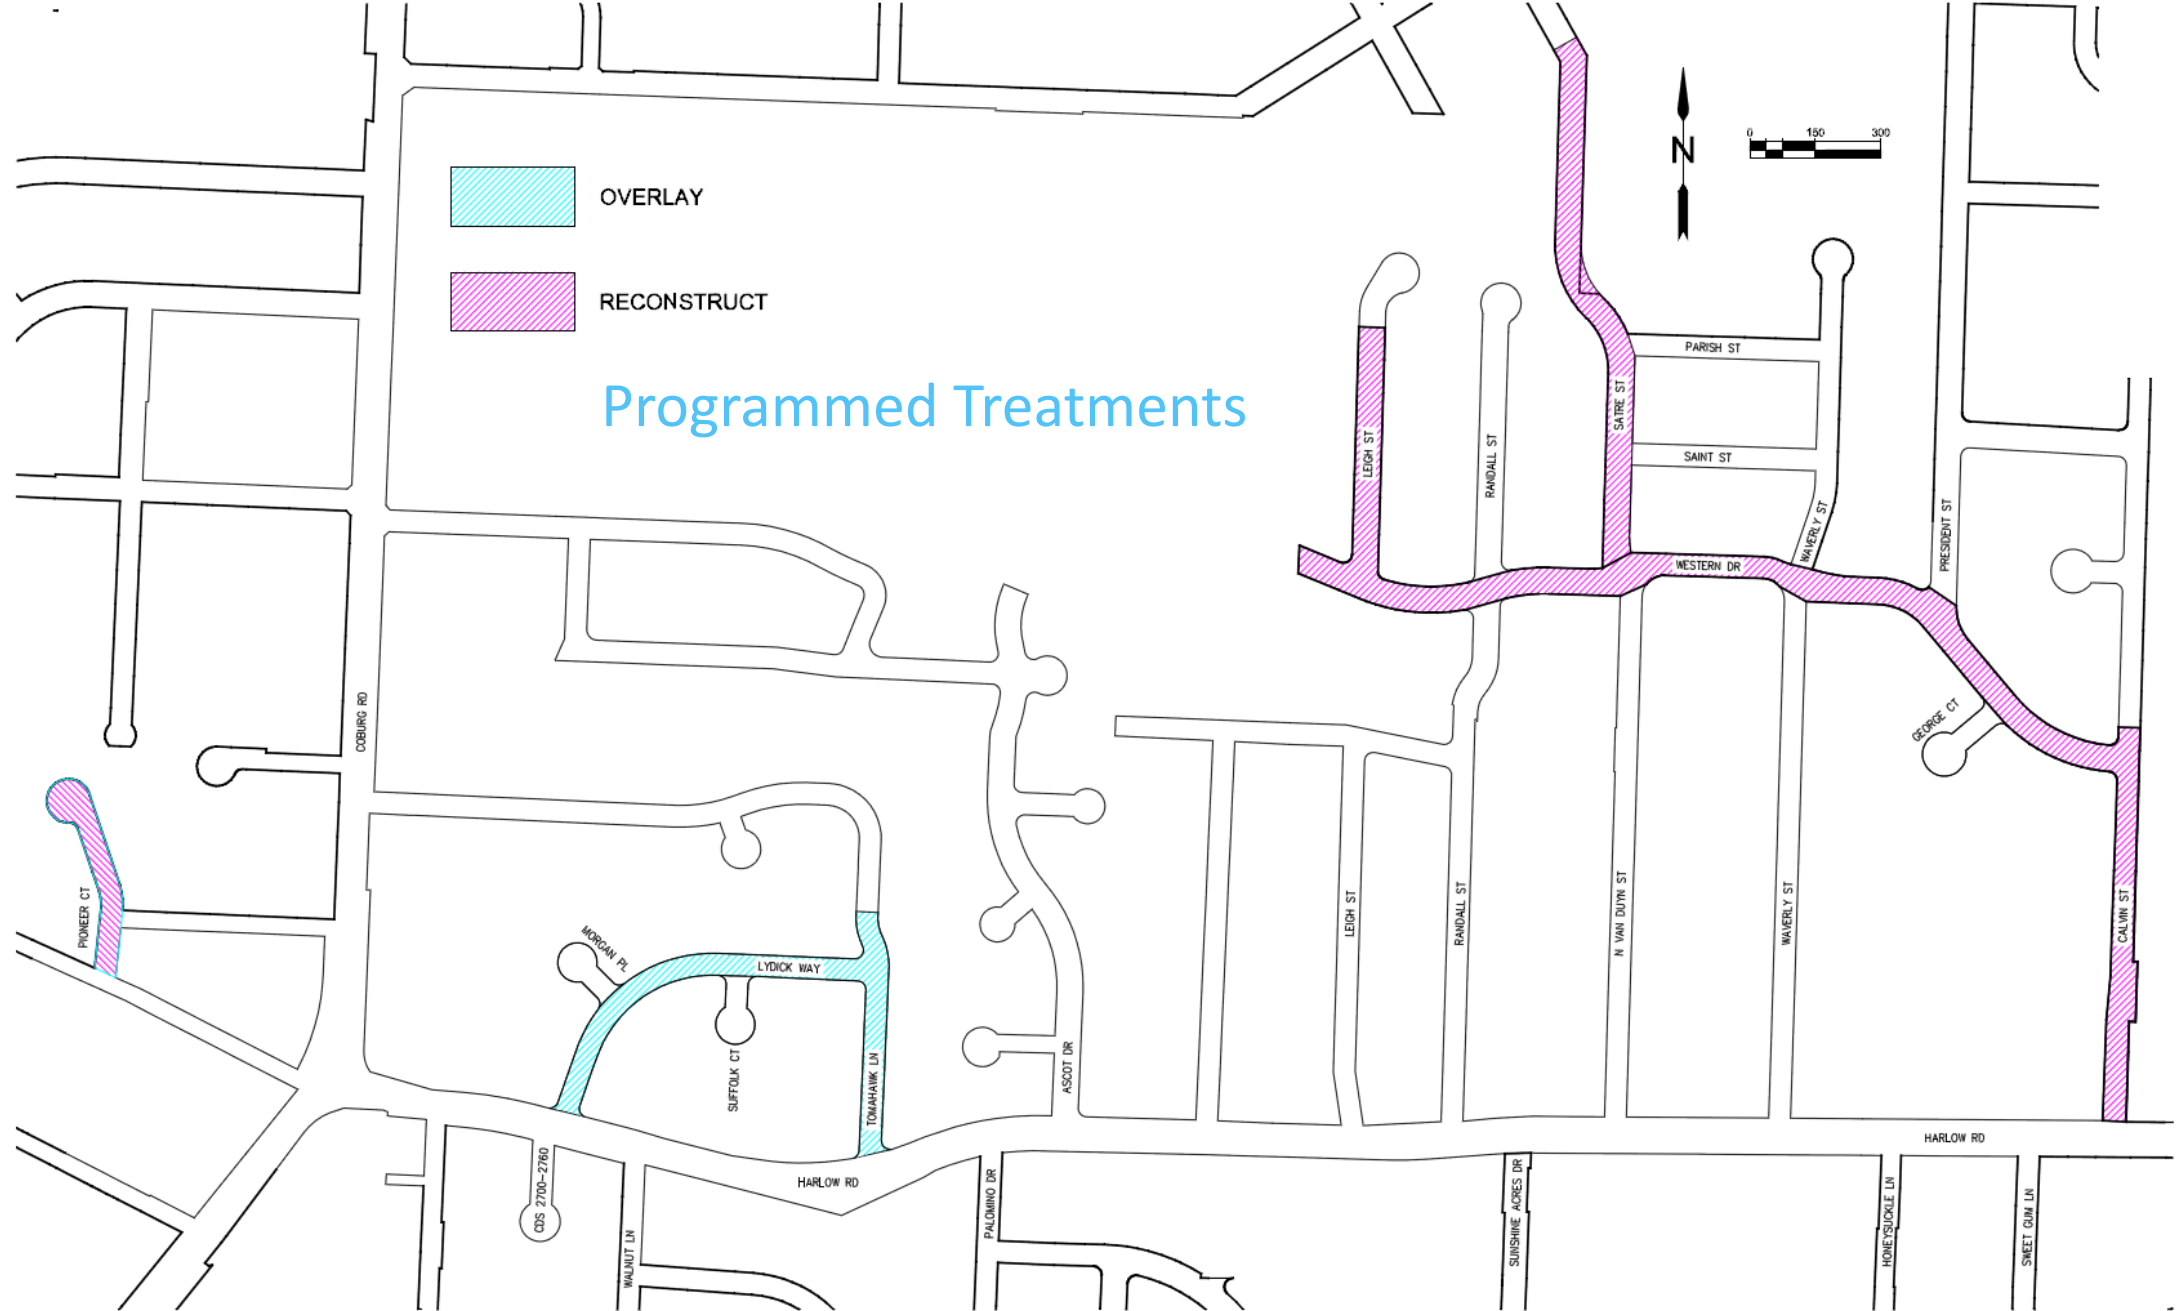 0 150 300
N
OVERLAY
RECONSTRUCT
Programmed Treatments
PARISH ST
SATRE ST
LEIGH ST
RANDALL ST
SAINT ST
WAVERLY ST
PRESIDENT ST
WESTERN DR
COBURG RD
GEORGE CT
PIONEER CT
MORGAN PL
LYDICK WAY
SUFFOLK CT
TOMAHAWK LN
ASCOT DR
LEIGH ST
RANDALL ST
N VAN DUYN ST
WAVERLY ST
CALVIN ST
HARLOW RD
HARLOW RD
CDS 2700-2760
WALNUT LN
PALOMINO DR
SUNSHINE ACRES DR
HONEYSUCKLE LN
SWEET GUM LN